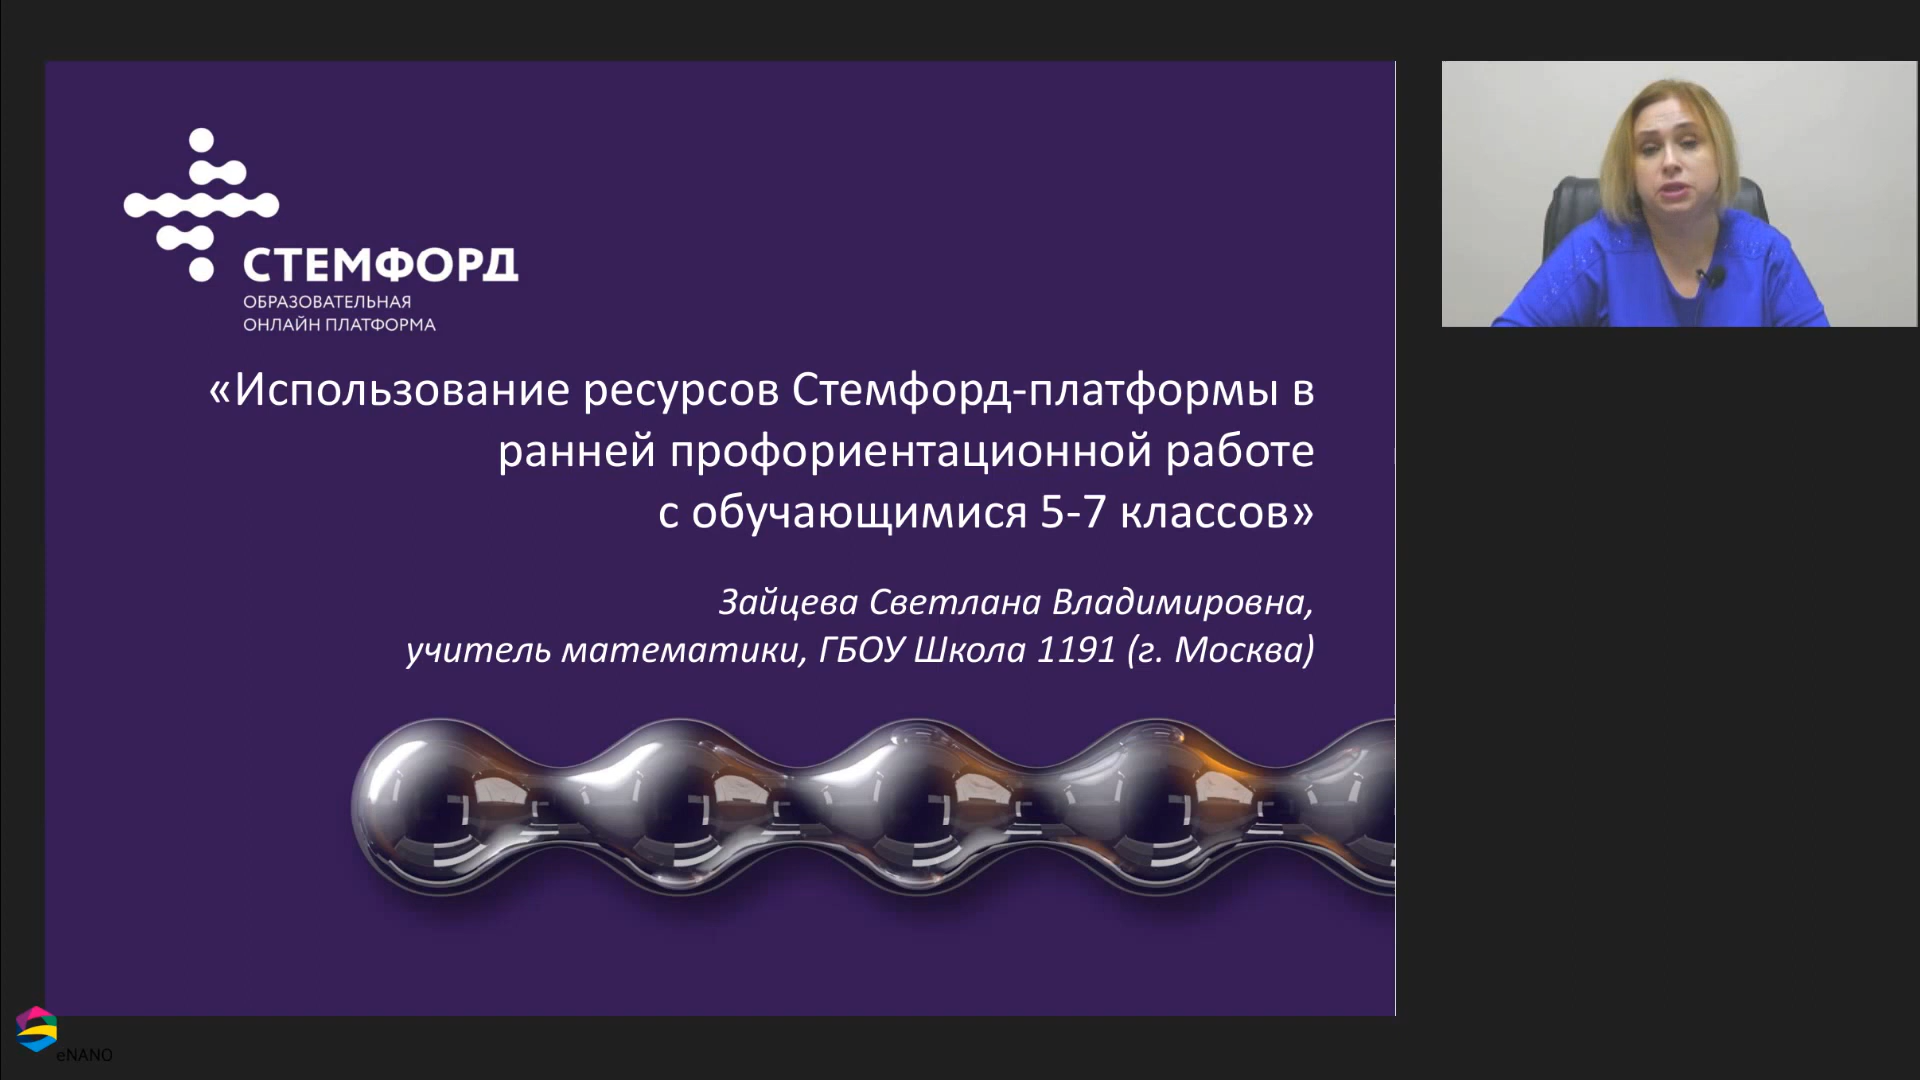 СТЕМФОРД
ОБРАЗОВАТЕЛЬНАЯ
ОНЛАЙН ПЛАТФОРМА
«Использование ресурсов Стемфорд-платформы в
ранней профориентационной работе
с обучающимися 5-7 классов»
Зайцева Светлана Владимировна,
учитель математики, ГБОУ Школа 1191 (г. Москва)
eNANO